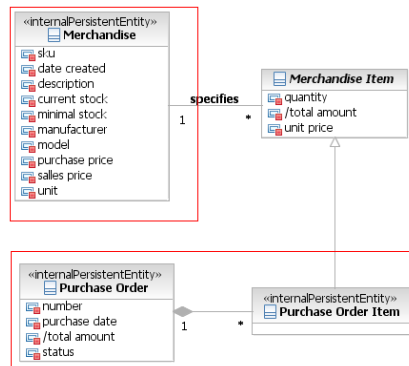 «internalPersistentEntity»
Merchandise
sku
date created
description
current stock
minimal stock
manufacturer
model
purchase price
salles price
unit
specifies
1
*
Merchandise Item
quantity
/total amount
unit price
«internalPersistentEntity»
Purchase Order
number
purchase date
/total amount
status
1
*
«internalPersistentEntity»
Purchase Order Item